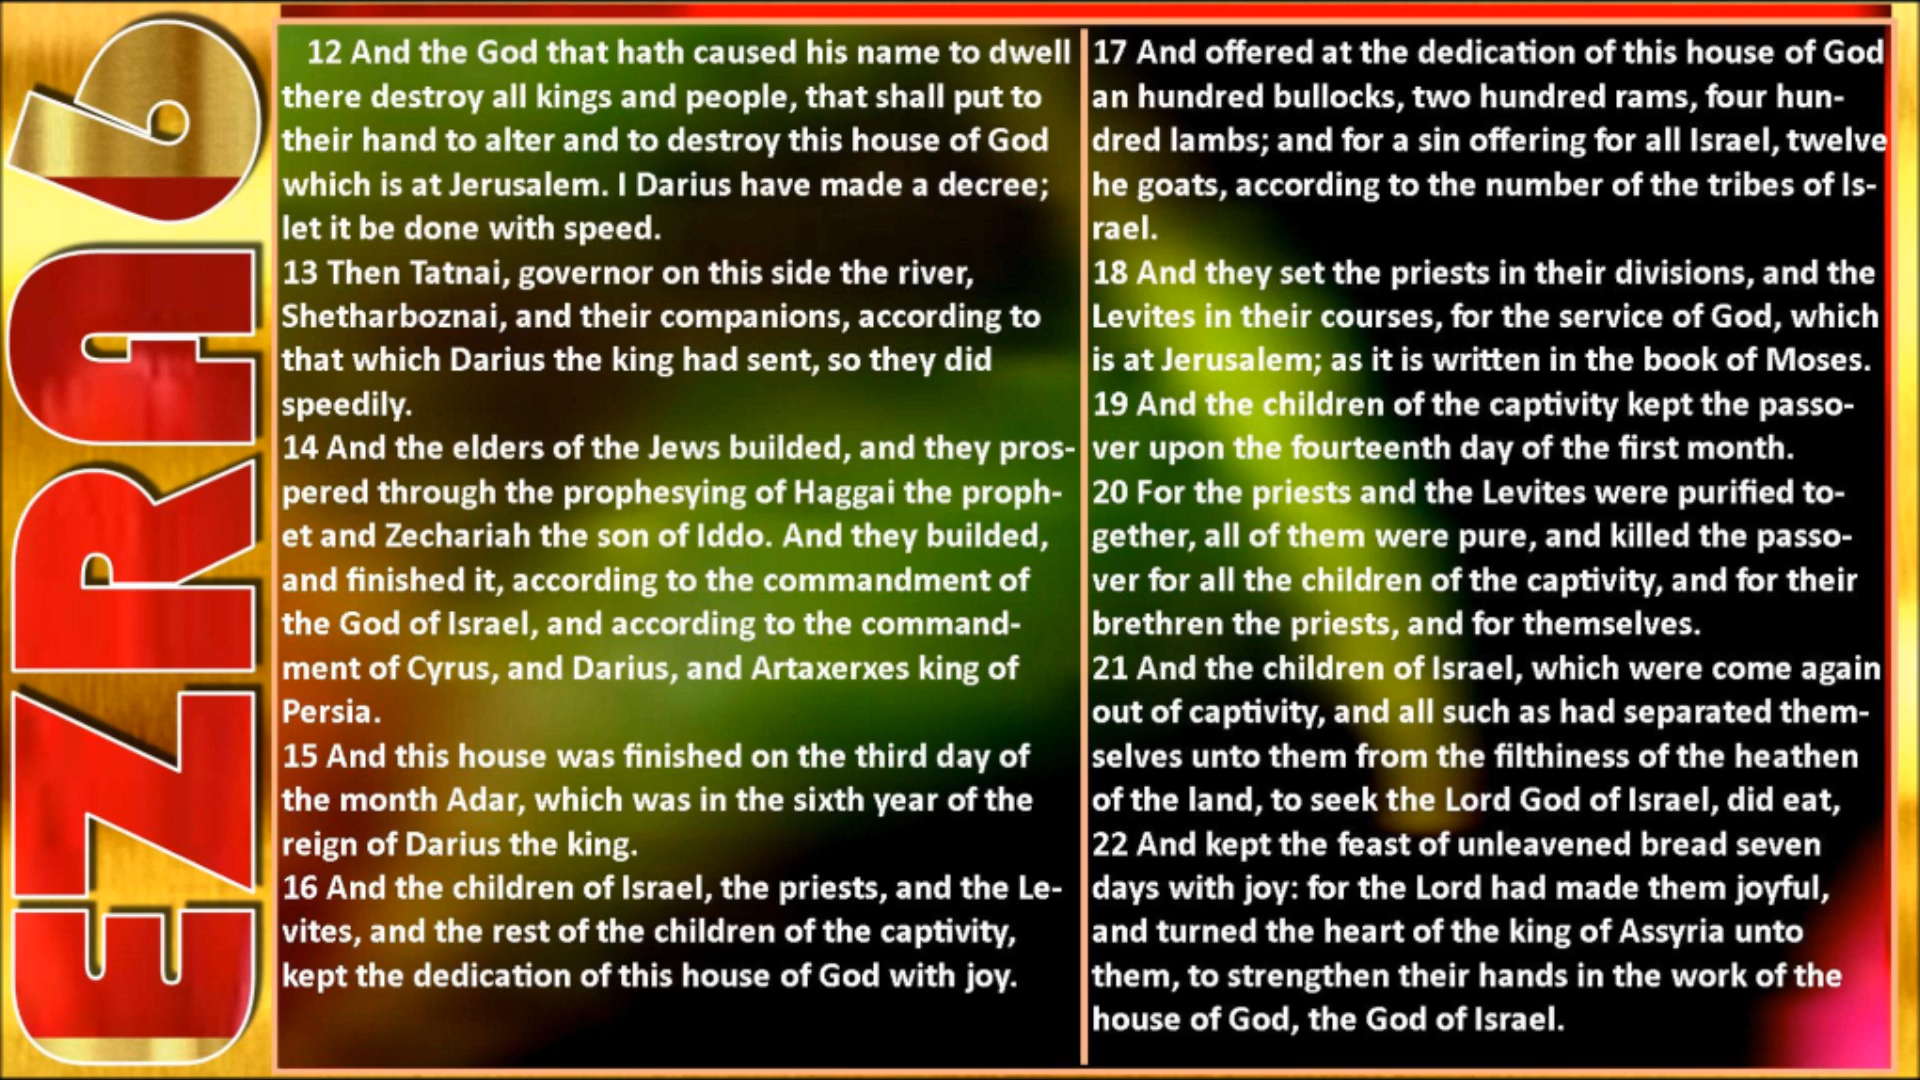 EZRA 6
12 And the God that hath caused his name to dwell
there destroy all kings and people, that shall put to
their hand to alter and to destroy this house of God
which is at Jerusalem. I Darius have made a decree;
let it be done with speed.
13 Then Tatnai, governor on this side the river,
Shetharboznai, and their companions, according to
that which Darius the king had sent, so they did
speedily.
14 And the elders of the Jews builded, and they pros-
pered through the prophesying of Haggai the proph-
et and Zechariah the son of Iddo. And they builded,
and finished it, according to the commandment of
the God of Israel, and according to the command-
ment of Cyrus, and Darius, and Artaxerxes king of
Persia.
15 And this house was finished on the third day of
the month Adar, which was in the sixth year of the
reign of Darius the king.
16 And the children of Israel, the priests, and the Le-
vites, and the rest of the children of the captivity,
kept the dedication of this house of God with joy.
17 And offered at the dedication of this house of God
an hundred bullocks, two hundred rams, four hun-
dred lambs; and for a sin offering for all Israel, twelve
he goats, according to the number of the tribes of Is-
rael.
18 And they set the priests in their divisions, and the
Levites in their courses, for the service of God, which
is at Jerusalem; as it is written in the book of Moses.
19 And the children of the captivity kept the passo-
ver upon the fourteenth day of the first month.
20 For the priests and the Levites were purified to-
gether, all of them were pure, and killed the passo-
ver for all the children of the captivity, and for their
brethren the priests, and for themselves.
21 And the children of Israel, which were come again
out of captivity, and all such as had separated them-
selves unto them from the filthiness of the heathen
of the land, to seek the Lord God of Israel, did eat,
22 And kept the feast of unleavened bread seven
days with joy: for the Lord had made them joyful,
and turned the heart of the king of Assyria unto
them, to strengthen their hands in the work of the
house of God, the God of Israel.